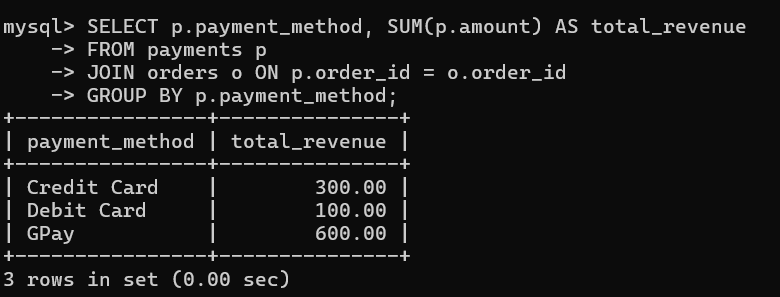 mysql> SELECT p.payment_method, SUM(p.amount) AS total_revenue
    -> FROM payments p
    -> JOIN orders o ON p.order_id = o.order_id
    -> GROUP BY p.payment_method;
+----------------+---------------+
| payment_method | total_revenue |
+----------------+---------------+
| Credit Card    |        300.00 |
| Debit Card     |        100.00 |
| GPay           |        600.00 |
+----------------+---------------+
3 rows in set (0.00 sec)